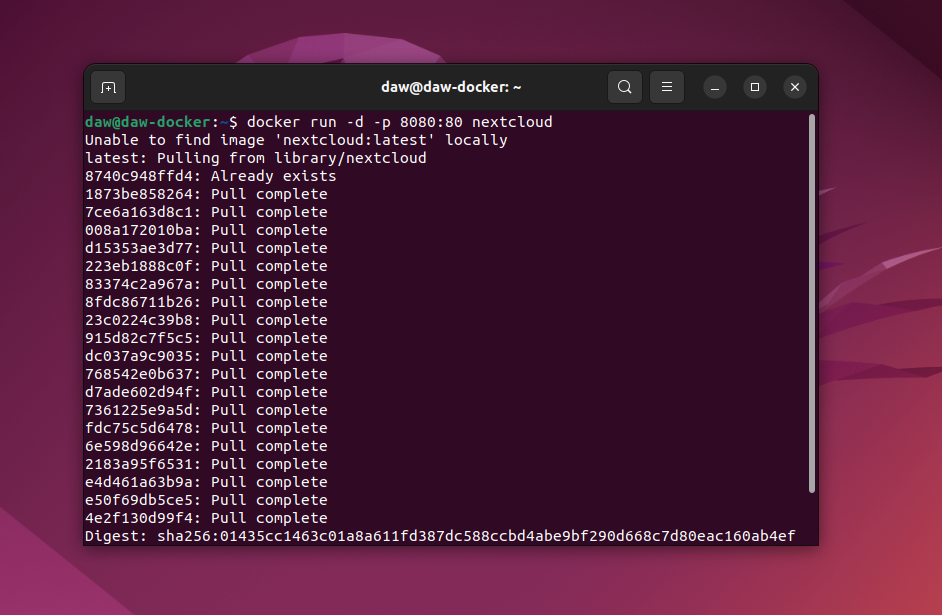 daw@daw-docker: ~
daw@daw-docker:~$ docker run -d -p 8080:80 nextcloud
Unable to find image 'nextcloud:latest' locally
latest: Pulling from library/nextcloud
8740c948ffd4: Already exists
1873be858264: Pull complete
7ce6a163d8c1: Pull complete
008a172010ba: Pull complete
d15353ae3d77: Pull complete
223eb1888c0f: Pull complete
83374c2a967a: Pull complete
8fdc86711b26: Pull complete
23c0224c39b8: Pull complete
915d82c7f5c5: Pull complete
dc037a9c9035: Pull complete
768542e0b637: Pull complete
d7ade602d94f: Pull complete
7361225e9a5d: Pull complete
fdc75c5d6478: Pull complete
6e598d96642e: Pull complete
2183a95f6531: Pull complete
e4d461a63b9a: Pull complete
e50f69db5ce5: Pull complete
4e2f130d99f4: Pull complete
Digest: sha256:01435cc1463c01a8a611fd387dc588ccbd4abe9bf290d668c7d80eac160ab4ef